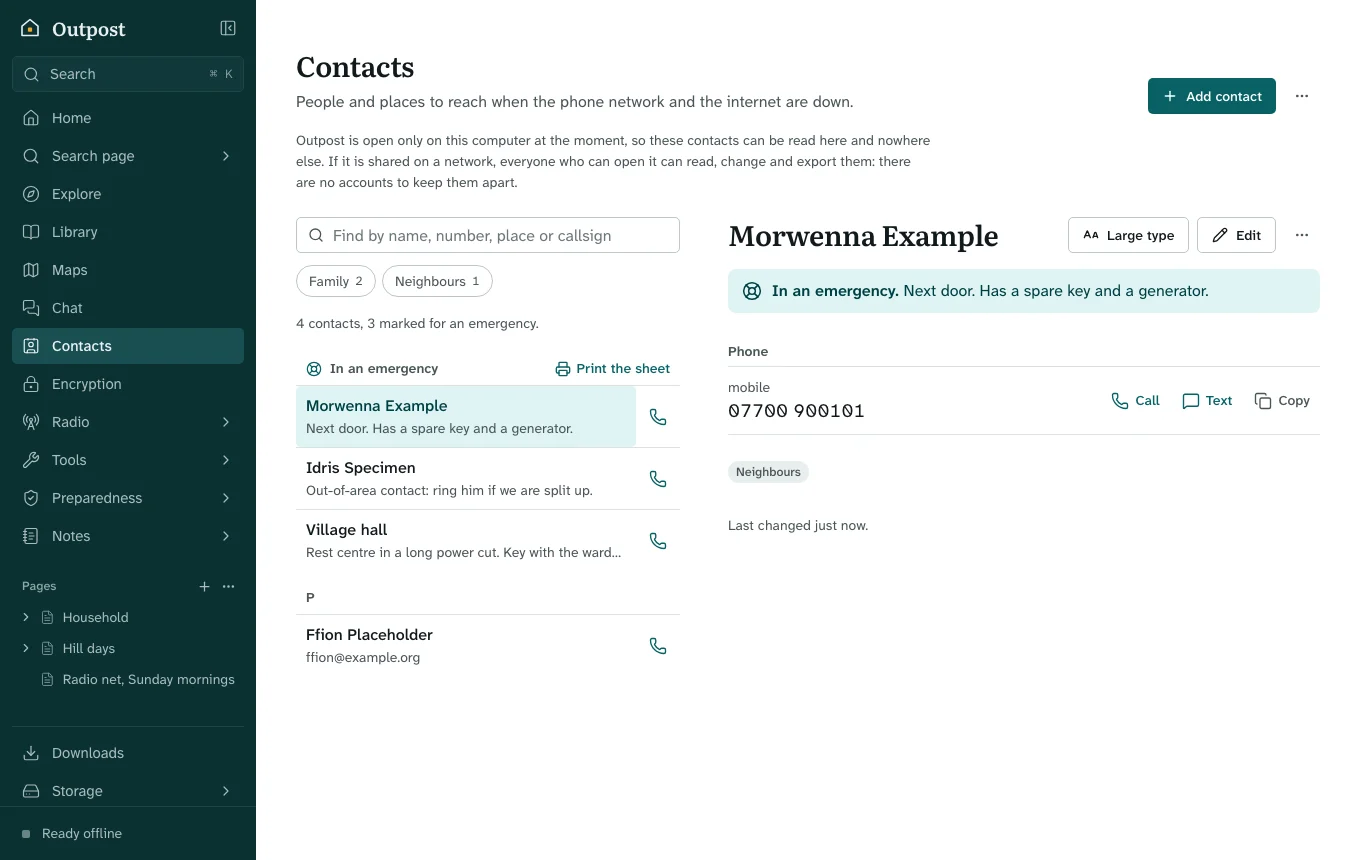 Outpost
Search ⌘ K
Home
Search page
Explore
Library
Maps
Chat
Contacts
Encryption
Radio
Tools
Preparedness
Notes
Pages
Household
Hill days
Radio net, Sunday mornings
Downloads
Storage
Ready offline
Contacts
People and places to reach when the phone network and the internet are down.
Add contact
Outpost is open only on this computer at the moment, so these contacts can be read here and nowhere
else. If it is shared on a network, everyone who can open it can read, change and export them: there
are no accounts to keep them apart.
Find by name, number, place or callsign
Family 2
Neighbours 1
4 contacts, 3 marked for an emergency.
In an emergency
Print the sheet
Morwenna Example
Next door. Has a spare key and a generator.
Idris Specimen
Out-of-area contact: ring him if we are split up.
Village hall
Rest centre in a long power cut. Key with the ward...
P
Ffion Placeholder
ffion@example.org
Morwenna Example
AA Large type
Edit
In an emergency. Next door. Has a spare key and a generator.
Phone
mobile
07700 900101
Call
Text
Copy
Neighbours
Last changed just now.